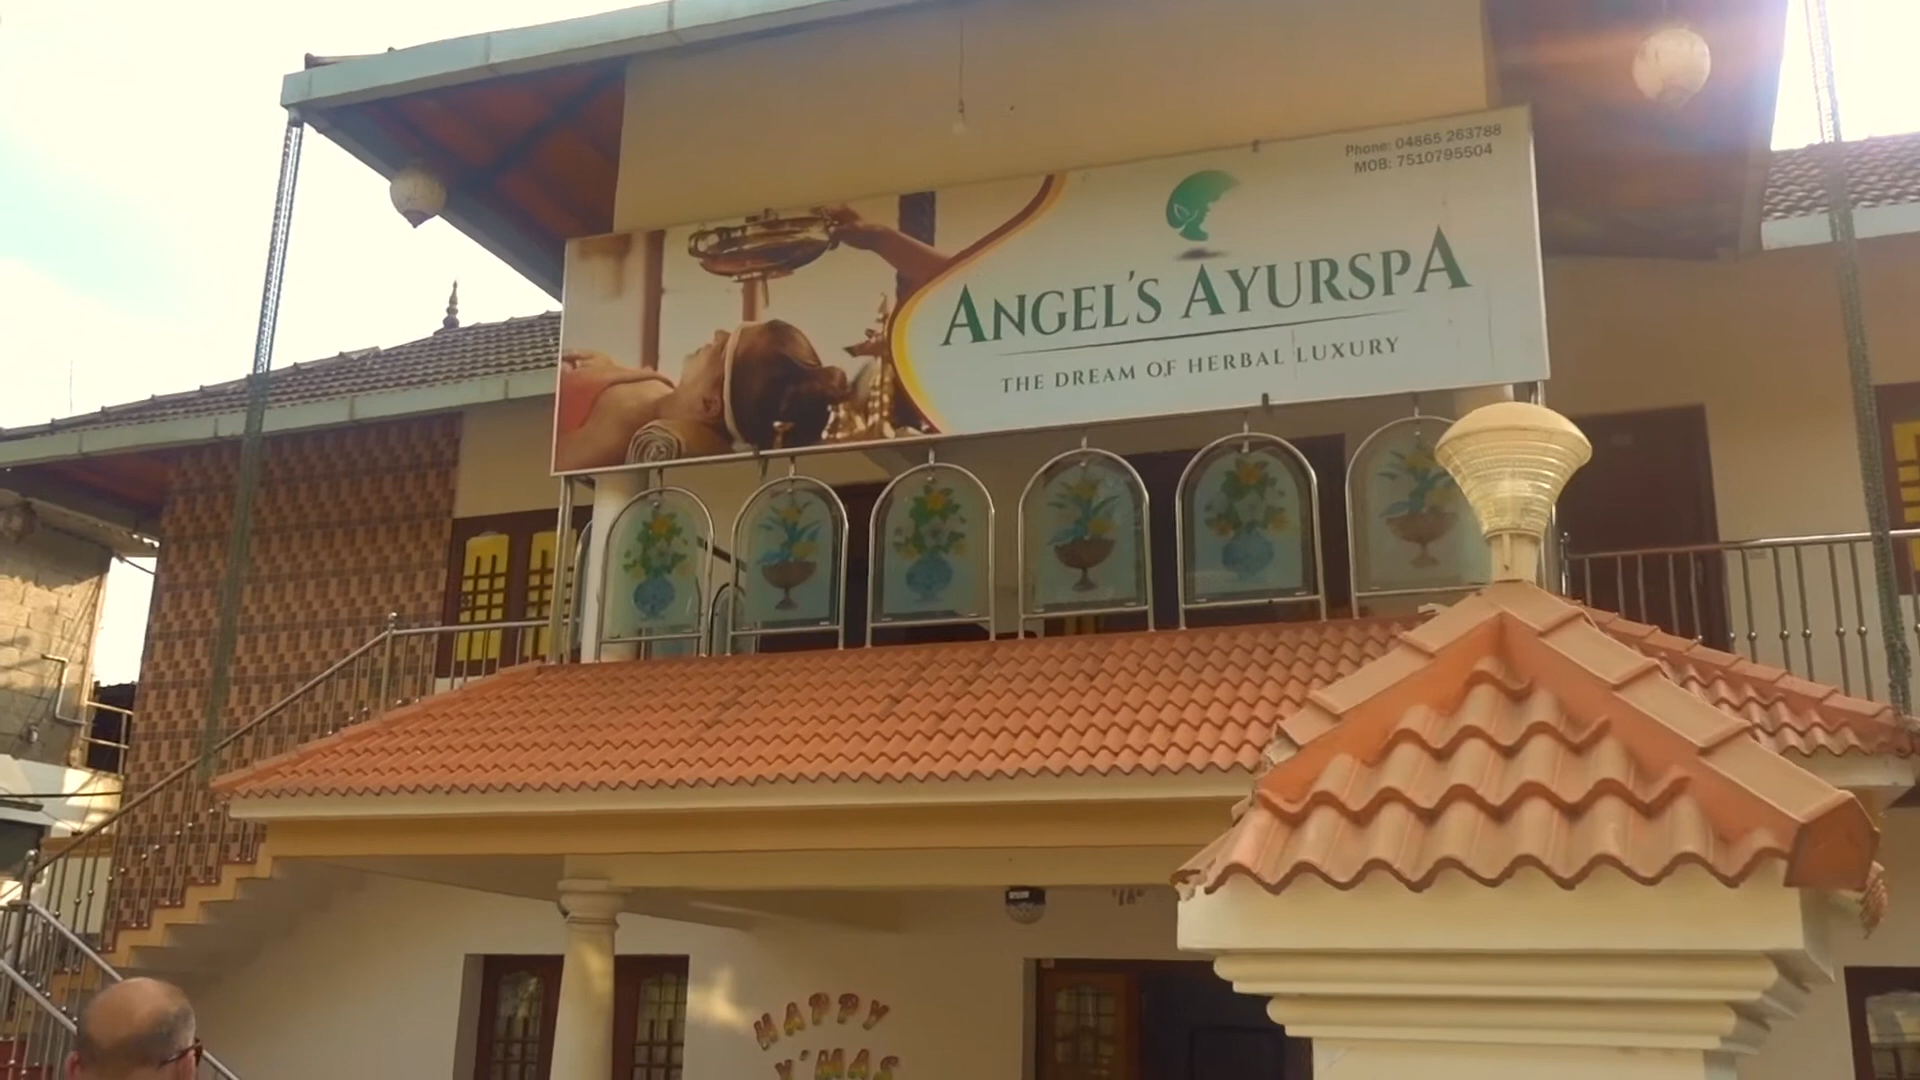 Phone: 04865 263788
MOB: 7510795504
ANGEL'S AYURSPA
THE DREAM OF HERBAL LUXURY
HAPPY
X'MAS